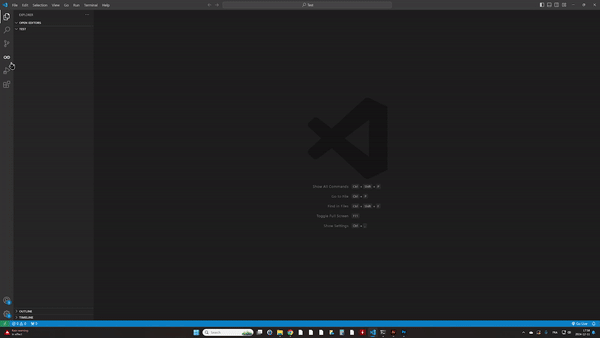 File Edit Selection View Go Run Terminal Help
Test
EXPLORER
OPEN EDITORS
TEST
Show All Commands Ctrl + Shift + P
Go to File Ctrl + P
Find in Files Ctrl + Shift + F
Toggle Full Screen F11
Show Settings Ctrl + ,
OUTLINE
TIMELINE
Go Live
Search